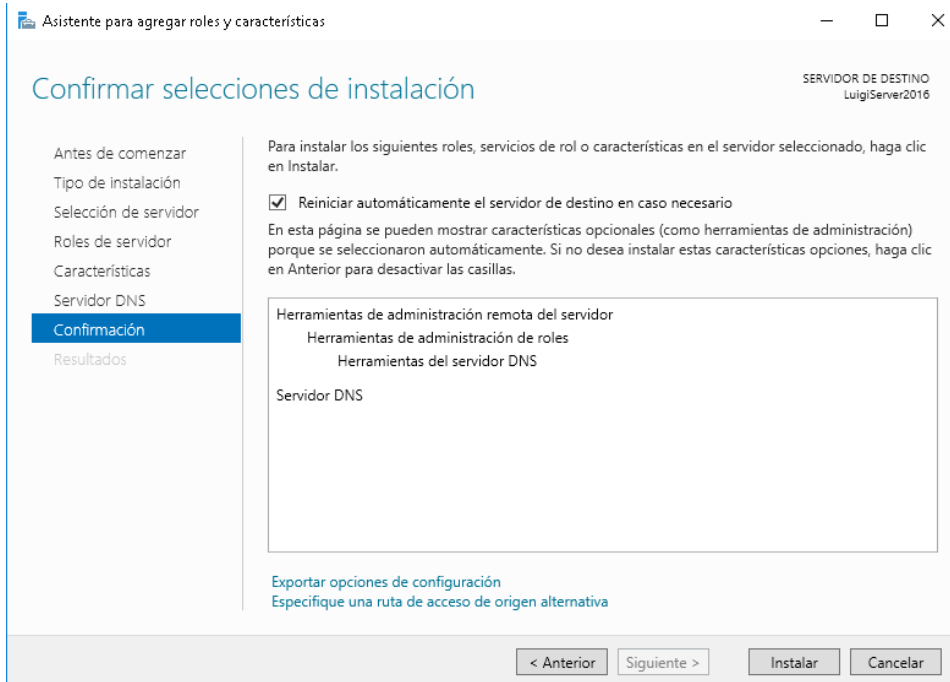 Asistente para agregar roles y características
Confirmar selecciones de instalación
SERVIDOR DE DESTINO
LuigiServer2016
Antes de comenzar
Tipo de instalación
Selección de servidor
Roles de servidor
Características
Servidor DNS
Confirmación
Resultados
Para instalar los siguientes roles, servicios de rol o características en el servidor seleccionado, haga clic
en Instalar.
Reiniciar automáticamente el servidor de destino en caso necesario
En esta página se pueden mostrar características opcionales (como herramientas de administración)
porque se seleccionaron automáticamente. Si no desea instalar estas características opciones, haga clic
en Anterior para desactivar las casillas.
Herramientas de administración remota del servidor
Herramientas de administración de roles
Herramientas del servidor DNS
Servidor DNS
Exportar opciones de configuración
Especifique una ruta de acceso de origen alternativa
< Anterior
Siguiente >
Instalar
Cancelar